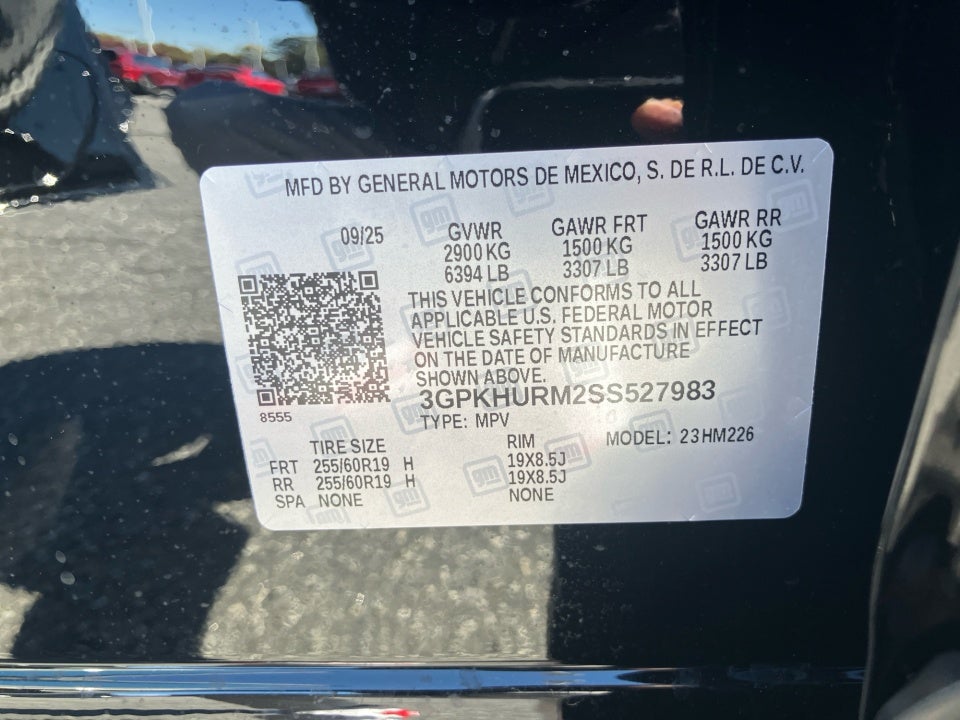 MFD BY GENERAL MOTORS DE MEXICO, S. DE R.L. DE C.V.
09/25 GVWR GAWR FRT GAWR RR
2900 KG 1500 KG 1500 KG
6394 LB 3307 LB 3307 LB
THIS VEHICLE CONFORMS TO ALL
APPLICABLE U.S. FEDERAL MOTOR
VEHICLE SAFETY STANDARDS IN EFFECT
ON THE DATE OF MANUFACTURE
SHOWN ABOVE.
3GPKHURM2SS527983
8555
TYPE: MPV MODEL: 23HM226
TIRE SIZE RIM
FRT 255/60R19 H 19X8.5J
RR 255/60R19 H 19X8.5J
SPA NONE NONE